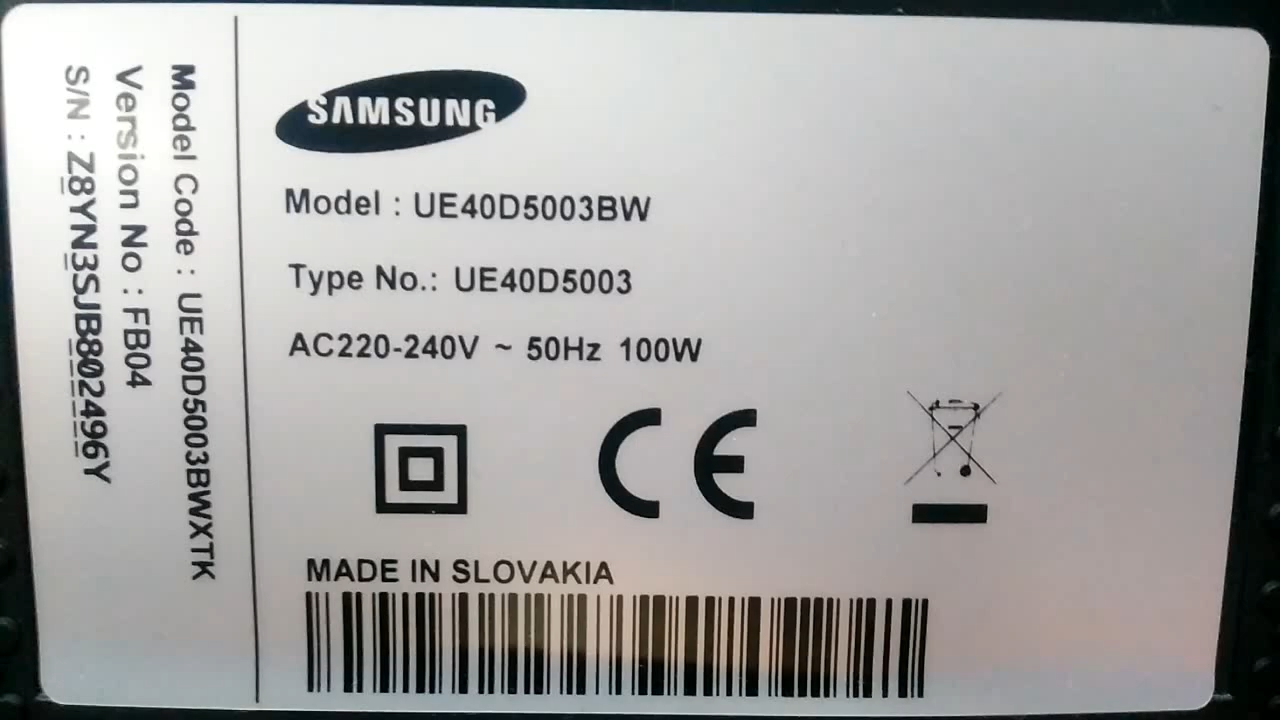 SAMSUNG
Model : UE40D5003BW
Type No.: UE40D5003
AC220-240V ~ 50Hz 100W
CE
MADE IN SLOVAKIA
Model Code : UE40D5003BWXTK
Version No : FB04
S/N : Z8YN3SJB802496Y